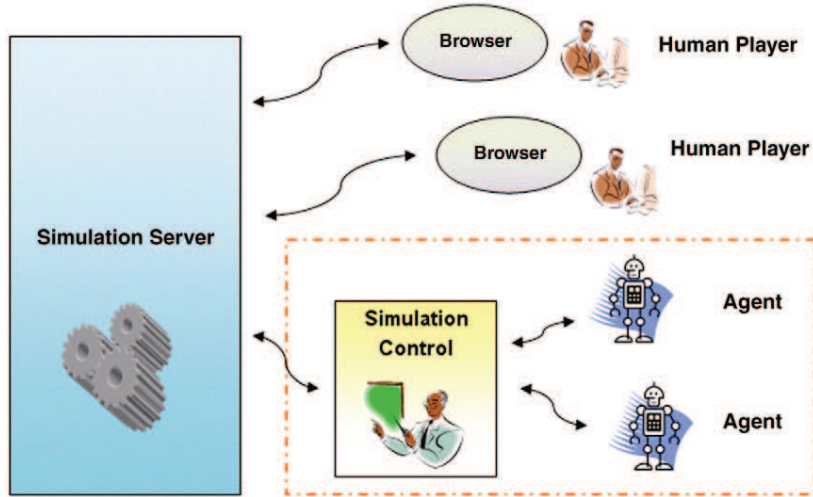 Browser
Human Player
Browser
Human Player
Simulation Server
Simulation
Control
Agent
Agent